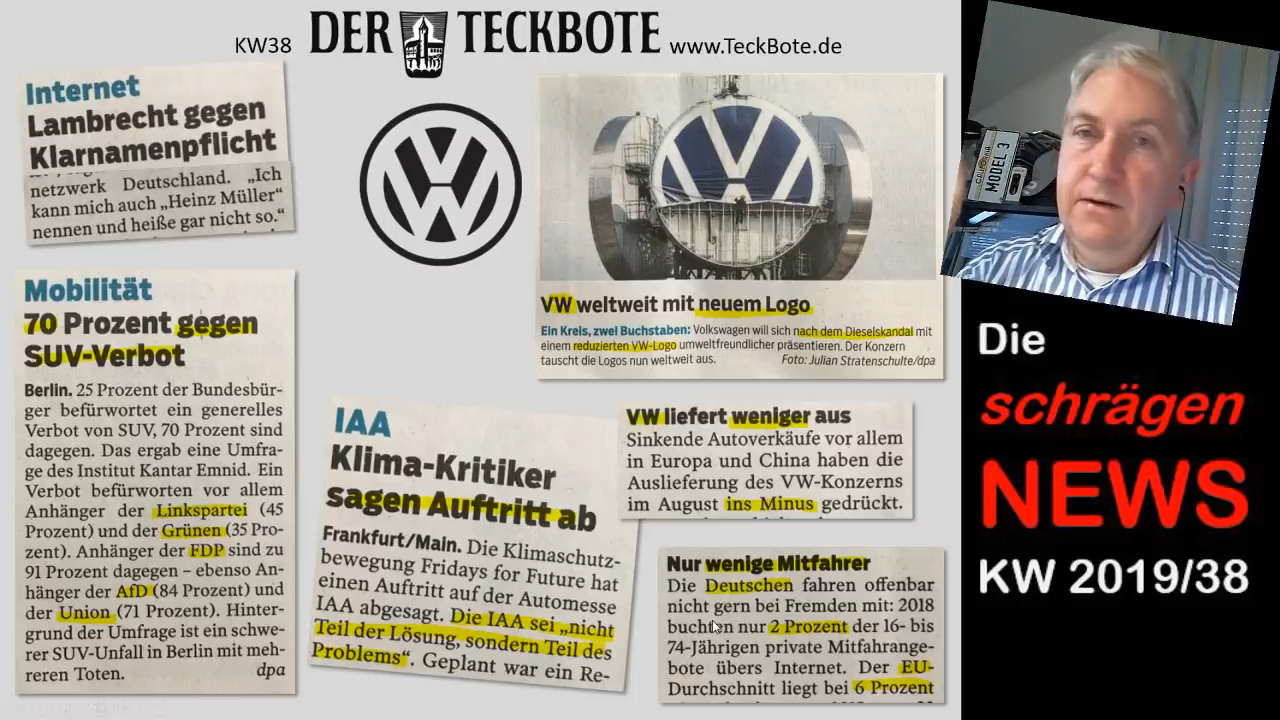 KW38 DER TECKBOTE www.TeckBote.de
Internet
Lambrecht gegen
Klarnamenpflicht
netzwerk Deutschland. „Ich
kann mich auch „Heinz Müller“
nennen und heiße gar nicht so.“
Mobilität
70 Prozent gegen
SUV-Verbot
Berlin. 25 Prozent der Bundesbür-
ger befürwortet ein generelles
Verbot von SUV, 70 Prozent sind
dagegen. Das ergab eine Umfra-
ge des Institut Kantar Emnid. Ein
Verbot befürworten vor allem
Anhänger der Linkspartei (45
Prozent) und der Grünen (35 Pro-
zent). Anhänger der FDP sind zu
91 Prozent dagegen – ebenso An-
hänger der AfD (84 Prozent) und
der Union (71 Prozent). Hinter-
grund der Umfrage ist ein schwe-
rer SUV-Unfall in Berlin mit meh-
reren Toten. dpa
VW
VW weltweit mit neuem Logo
Ein Kreis, zwei Buchstaben: Volkswagen will sich nach dem Dieselskandal mit
einem reduzierten VW-Logo umweltfreundlicher präsentieren. Der Konzern
tauscht die Logos nun weltweit aus. Foto: Julian Stratenschulte/dpa
IAA
Klima-Kritiker
sagen Auftritt ab
Frankfurt/Main. Die Klimaschutz-
bewegung Fridays for Future hat
einen Auftritt auf der Automesse
IAA abgesagt. Die IAA sei „nicht
Teil der Lösung, sondern Teil des
Problems“. Geplant war ein Re-
VW liefert weniger aus
Sinkende Autoverkäufe vor allem
in Europa und China haben die
Auslieferung des VW-Konzerns
im August ins Minus gedrückt.
Nur wenige Mitfahrer
Die Deutschen fahren offenbar
nicht gern bei Fremden mit: 2018
buchten nur 2 Prozent der 16- bis
74-Jährigen private Mitfahrange-
bote übers Internet. Der EU-
Durchschnitt liegt bei 6 Prozent
CALIFORNIA
MODEL 3
Die
schrägen
NEWS
KW 2019/38